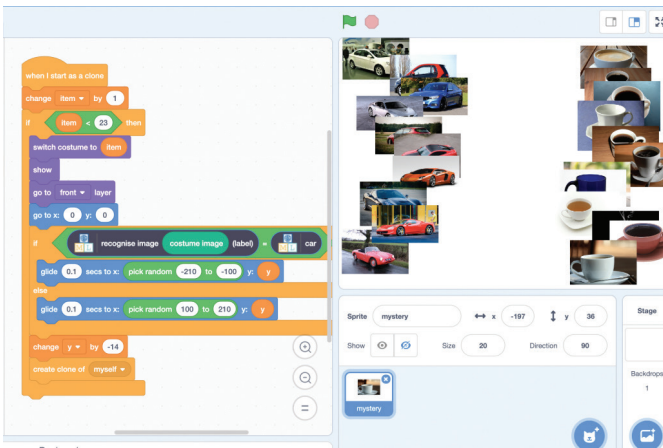 when I start as a clone
change item by 1
if item < 23 then
switch costume to item
show
go to front layer
go to x: 0 y: 0
if ML recognise image costume image (label) = ML car
glide 0.1 secs to x: pick random -210 to -100 y: y
else
glide 0.1 secs to x: pick random 100 to 210 y: y
change y by -14
create clone of myself
Sprite mystery x -197 y 36
Show Size 20 Direction 90
mystery
Stage
Backdrops
1